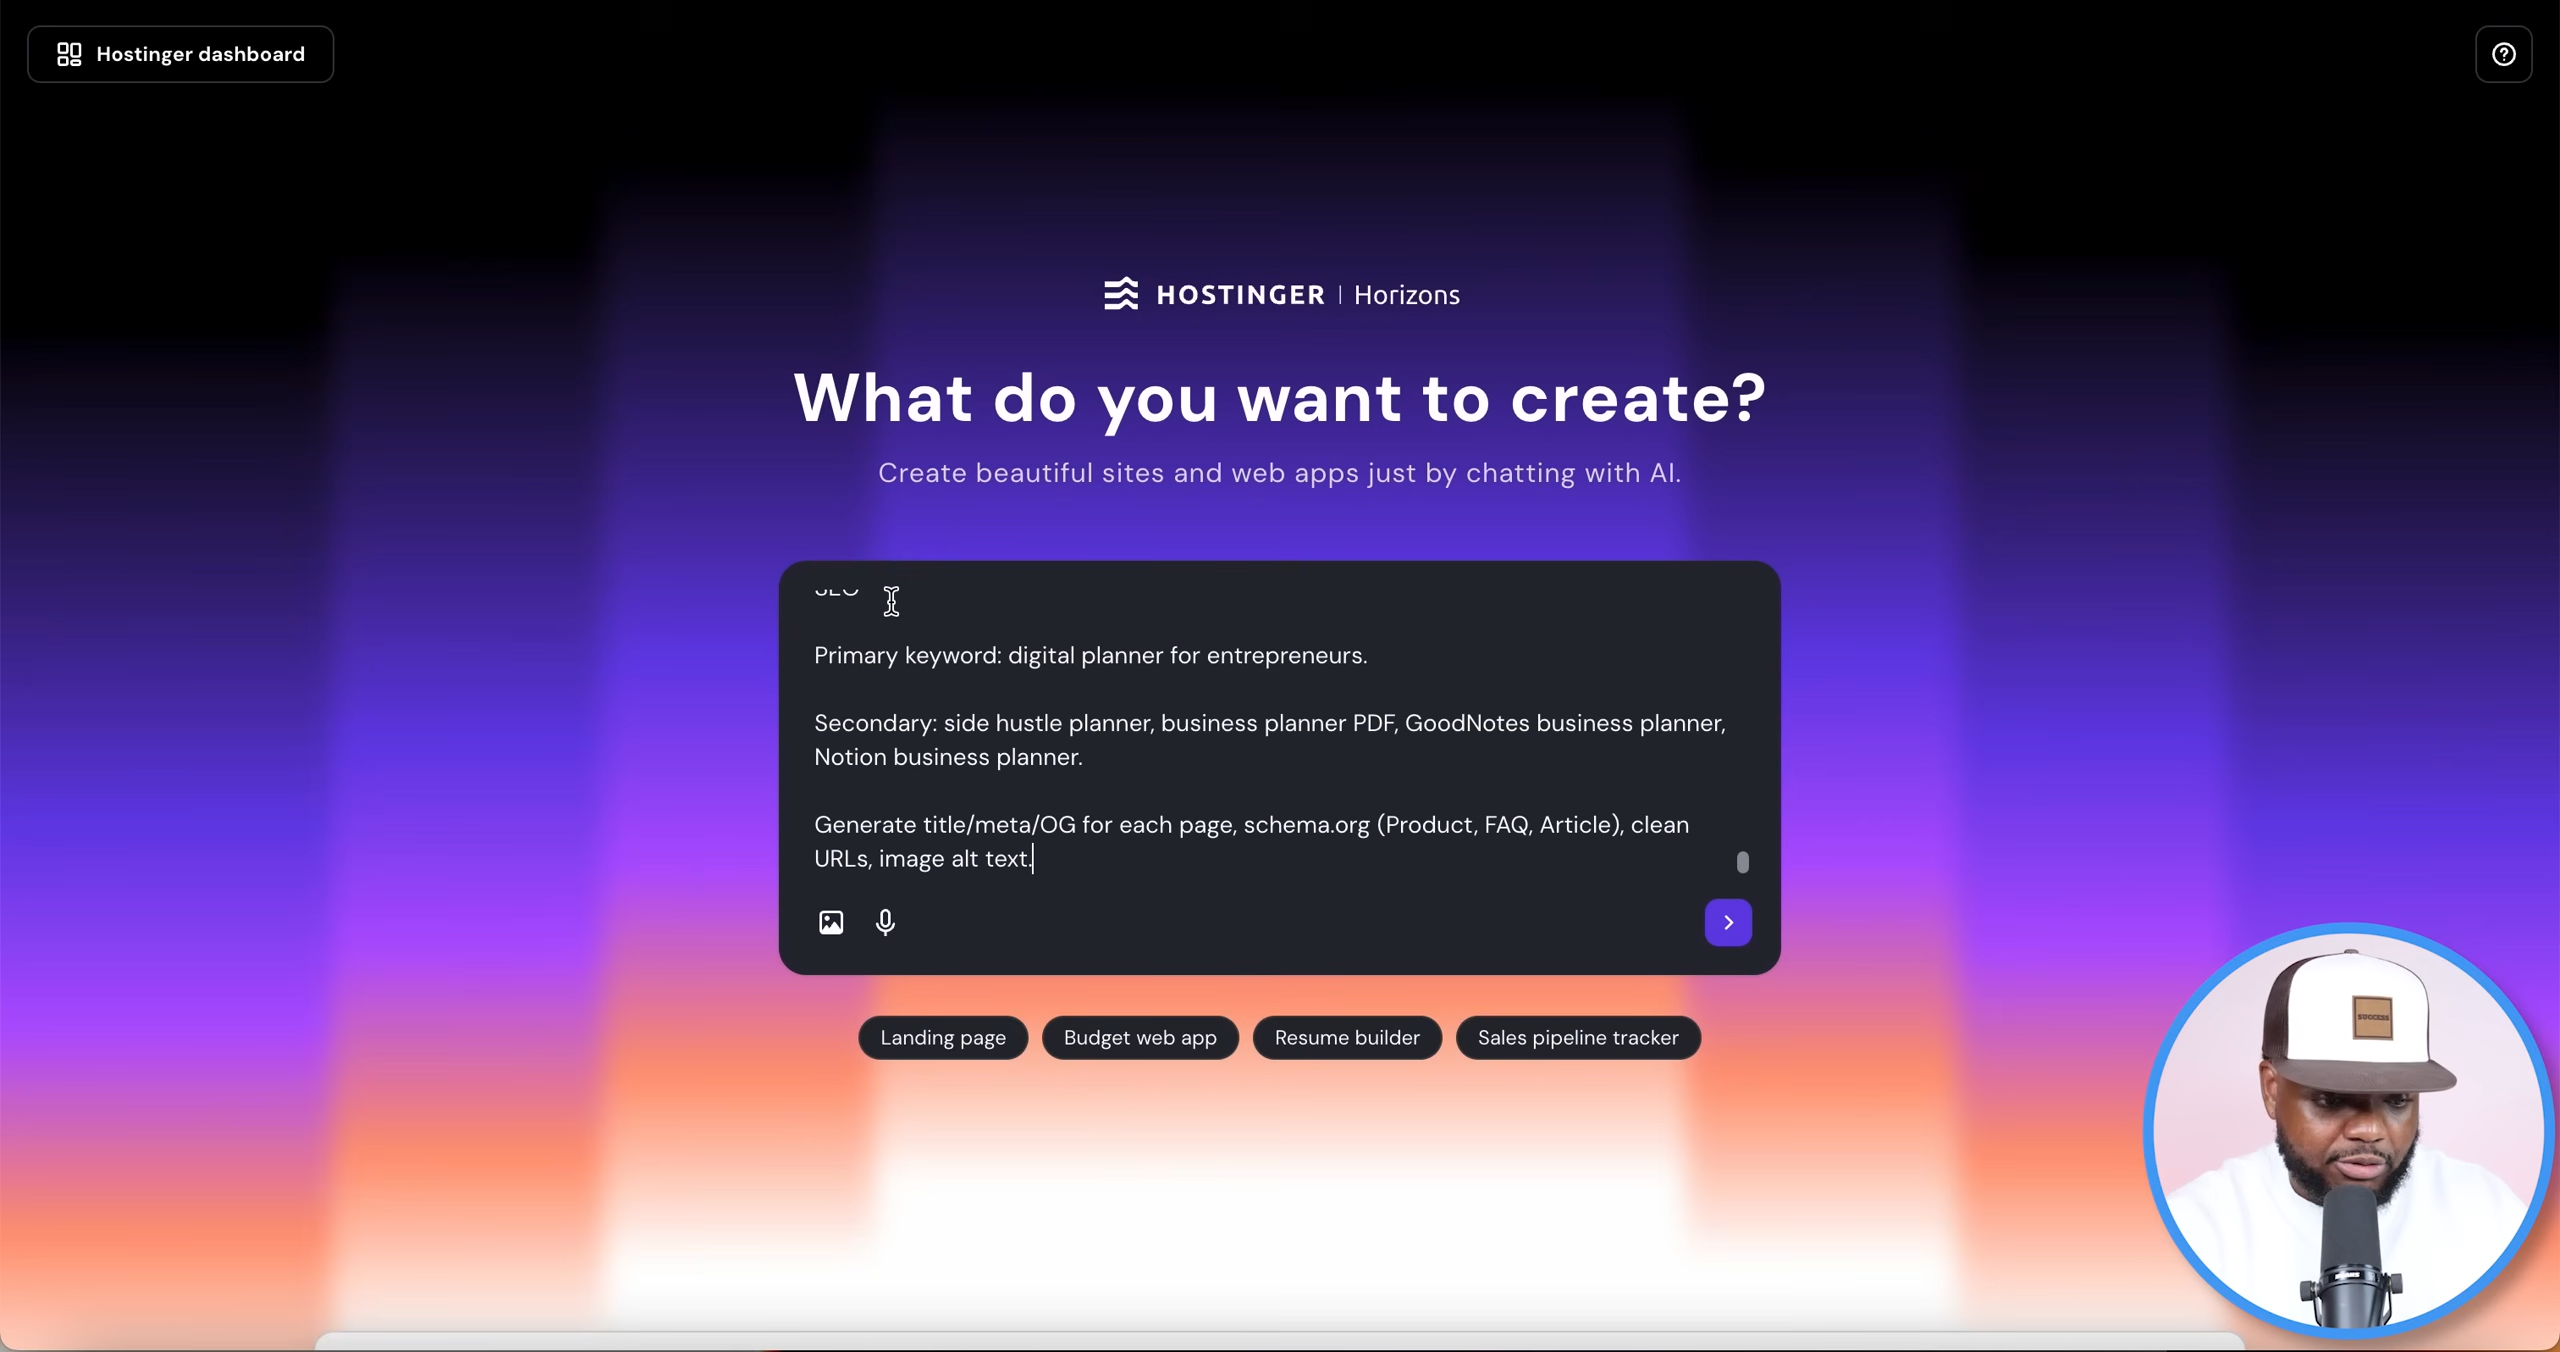 Hostinger dashboard
HOSTINGER | Horizons
What do you want to create?
Create beautiful sites and web apps just by chatting with AI.
SEO
Primary keyword: digital planner for entrepreneurs.
Secondary: side hustle planner, business planner PDF, GoodNotes business planner,
Notion business planner.
Generate title/meta/OG for each page, schema.org (Product, FAQ, Article), clean
URLs, image alt text.
Landing page
Budget web app
Resume builder
Sales pipeline tracker
SUCCESS